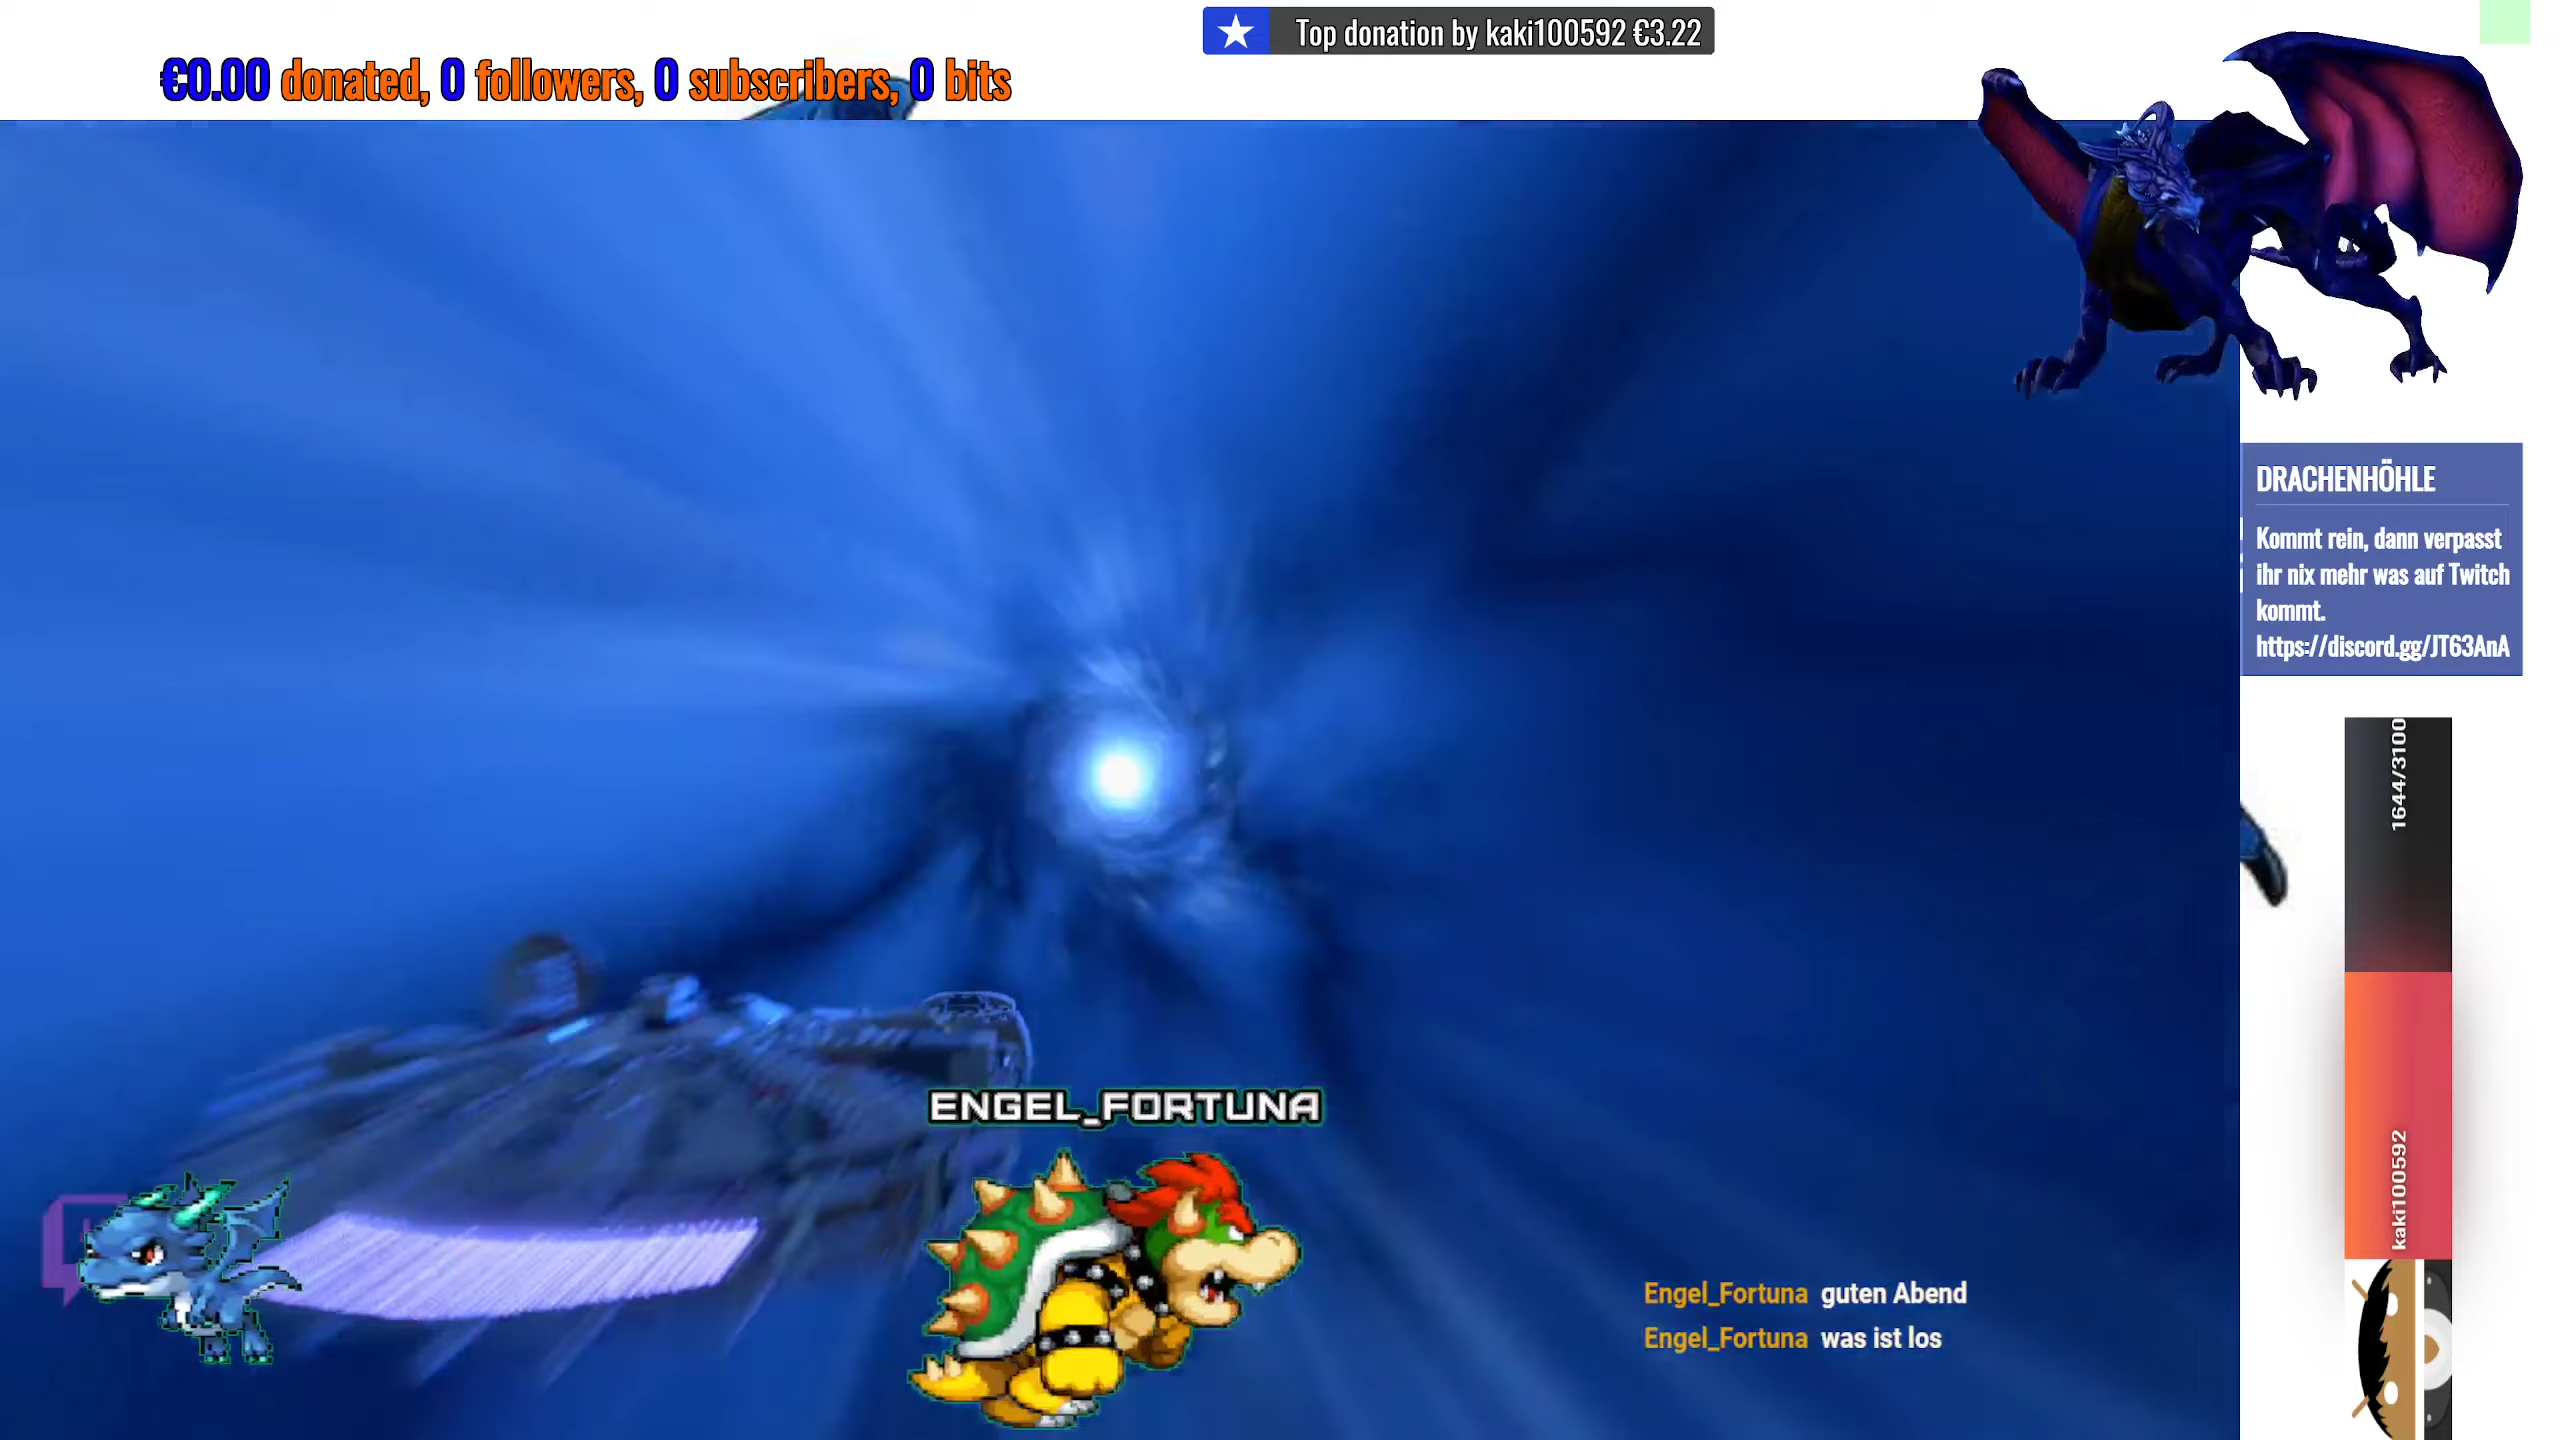 Top donation by kaki100592 €3.22
€0.00 donated, 0 followers, 0 subscribers, 0 bits
DRACHENHÖHLE
Kommt rein, dann verpasst
ihr nix mehr was auf Twitch
kommt.
https://discord.gg/JT63AnA
1644/3100
kaki100592
ENGEL_FORTUNA
Engel_Fortuna guten Abend
Engel_Fortuna was ist los